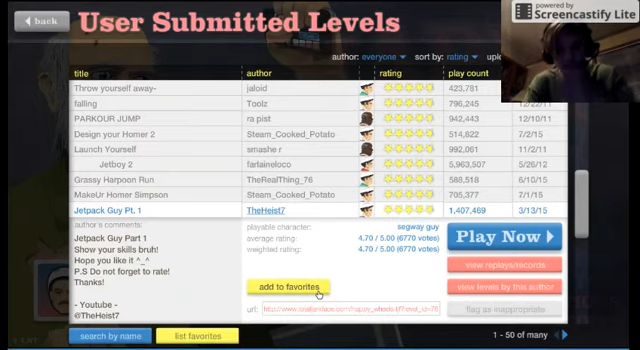 back
User Submitted Levels
powered by
Screencastify Lite
author: everyone sort by: rating
title author rating play count
Throw yourself away- jaloid 423,781
falling Toolz 796,245 12/22/11
PARKOUR JUMP ra pist 942,443 12/10/11
Design your Homer 2 Steam_Cooked_Potato 514,822 7/2/15
Launch Yourself smashe r 992,061 11/2/11
Jetboy 2 farlaineloco 5,963,507 5/26/12
Grassy Harpoon Run TheRealThing_76 588,518 6/10/15
MakeUr Homer Simpson Steam_Cooked_Potato 705,377 7/1/15
Jetpack Guy Pt. 1 TheHeist7 1,407,469 3/13/15
author's comments:
Jetpack Guy Part 1
Show your skills bruh!
Hope you like it ^_^
P.S Do not forget to rate!
Thanks!
- Youtube -
@TheHeist7
playable character: segway guy
average rating: 4.70 / 5.00 (6770 votes)
weighted rating: 4.70 / 5.00 (6770 votes)
add to favorites
url:
Play Now
view replays/records
view levels by this author
flag as inappropriate
search by name
list favorites
1 - 50 of many